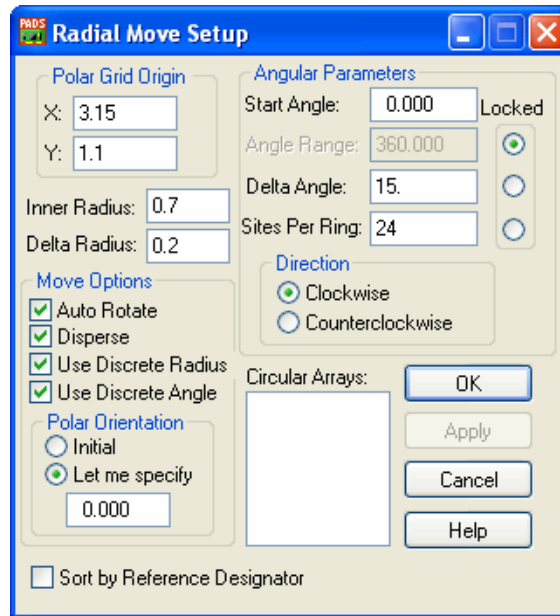 PADS
Radial Move Setup
Polar Grid Origin
X: 3.15
Y: 1.1
Inner Radius: 0.7
Delta Radius: 0.2
Move Options
Auto Rotate
Disperse
Use Discrete Radius
Use Discrete Angle
Polar Orientation
Initial
Let me specify
0.000
Sort by Reference Designator
Angular Parameters
Start Angle: 0.000 Locked
Angle Range: 360.000
Delta Angle: 15.
Sites Per Ring: 24
Direction
Clockwise
Counterclockwise
Circular Arrays:
OK
Apply
Cancel
Help